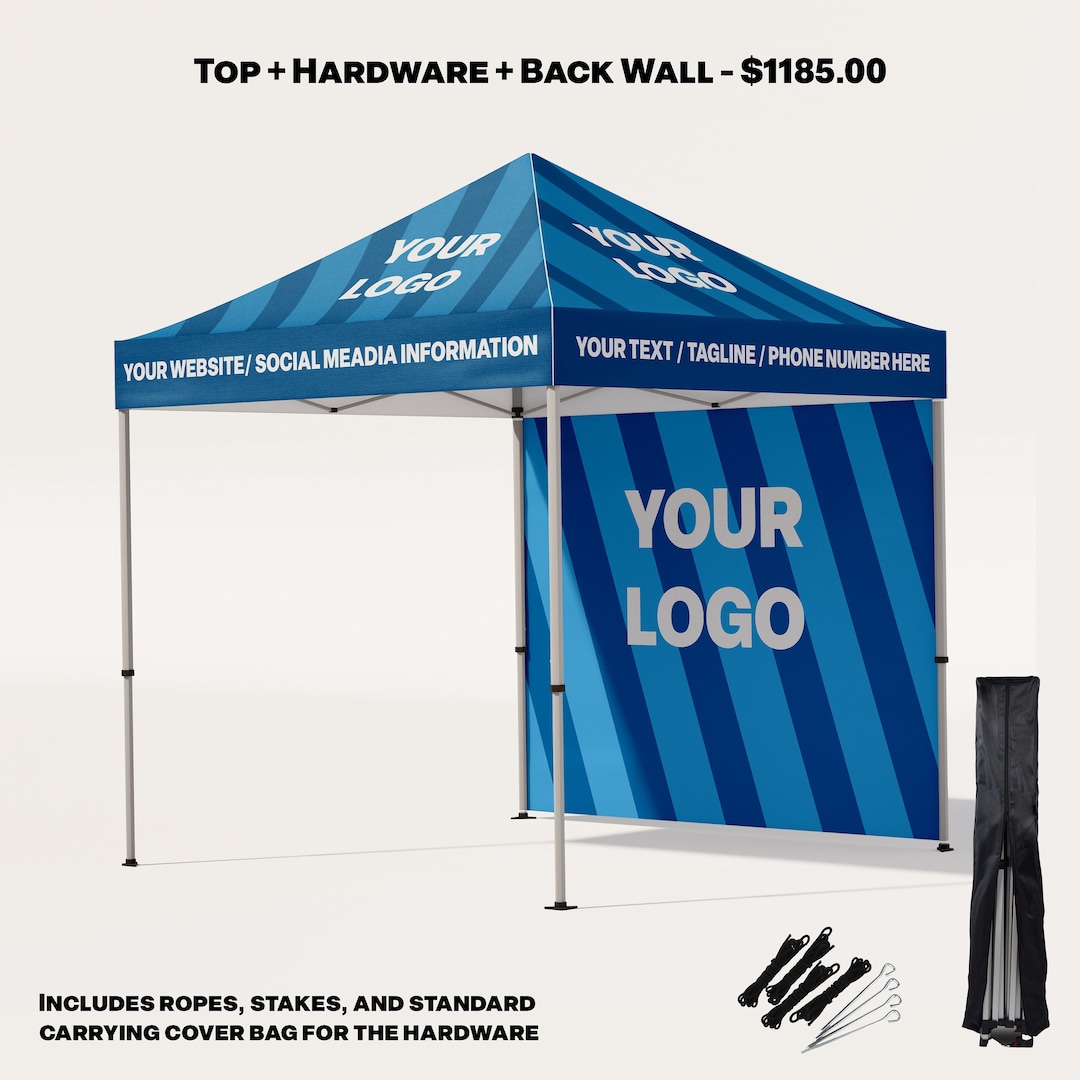 Top + Hardware + Back Wall - $1185.00
YOUR
LOGO
YOUR
LOGO
YOUR WEBSITE/ SOCIAL MEADIA INFORMATION
YOUR TEXT / TAGLINE / PHONE NUMBER HERE
YOUR
LOGO
Includes ropes, stakes, and standard
carrying cover bag for the hardware